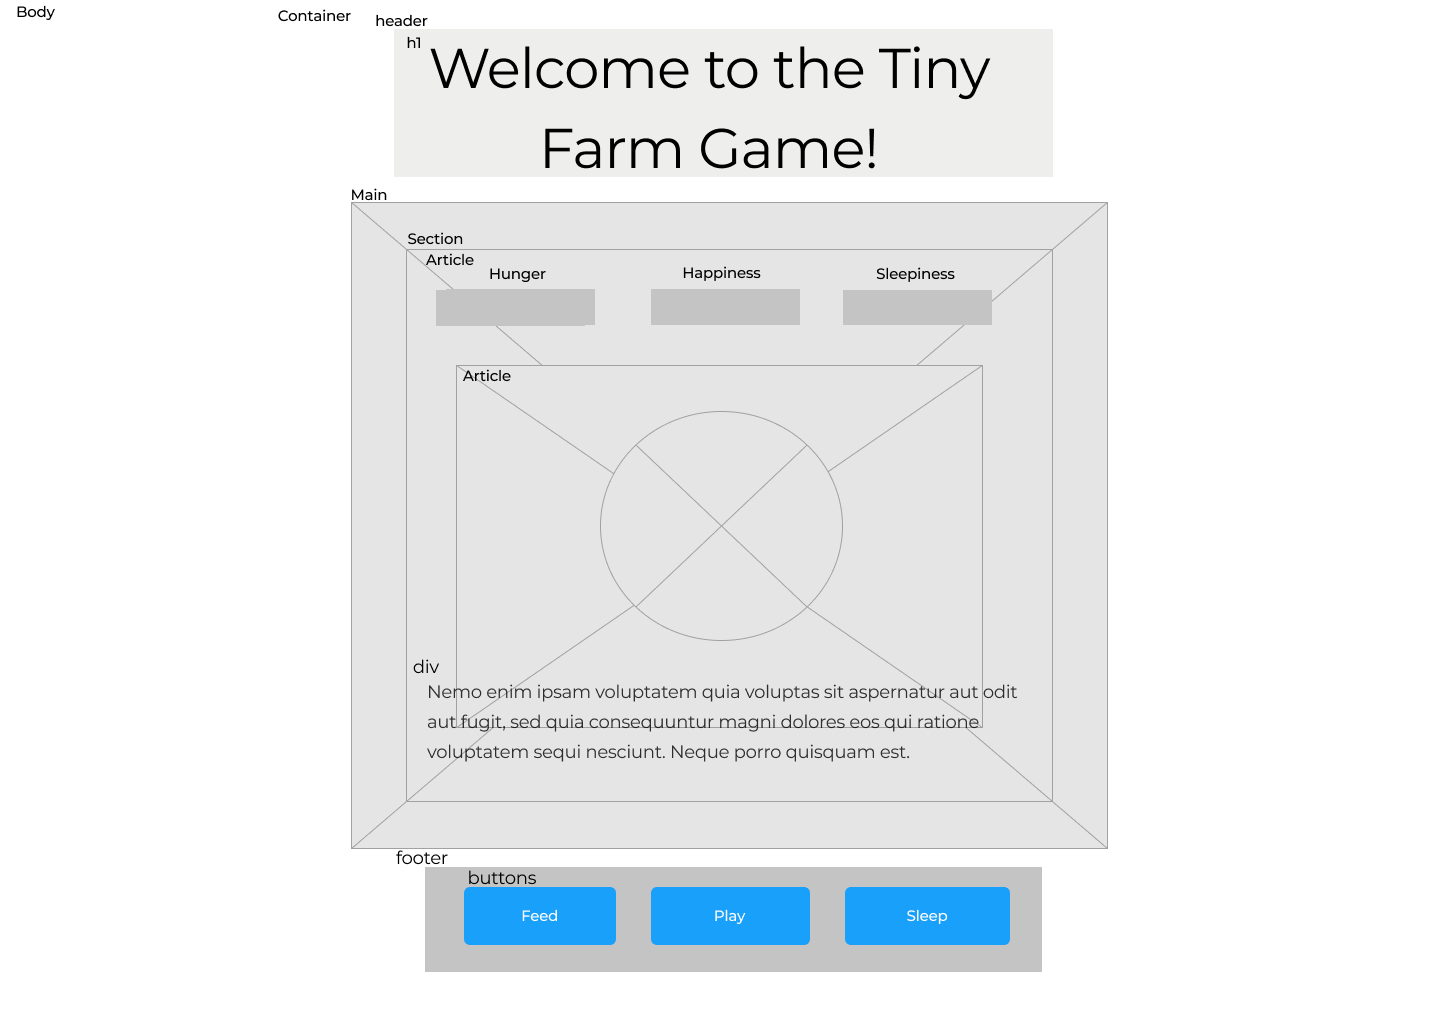 Body
Container
header
h1
Welcome to the Tiny
Farm Game!
Main
Section
Article
Hunger
Happiness
Sleepiness
Article
div
Nemo enim ipsam voluptatem quia voluptas sit aspernatur aut odit
aut fugit, sed quia consequuntur magni dolores eos qui ratione
voluptatem sequi nesciunt. Neque porro quisquam est.
footer
buttons
Feed
Play
Sleep